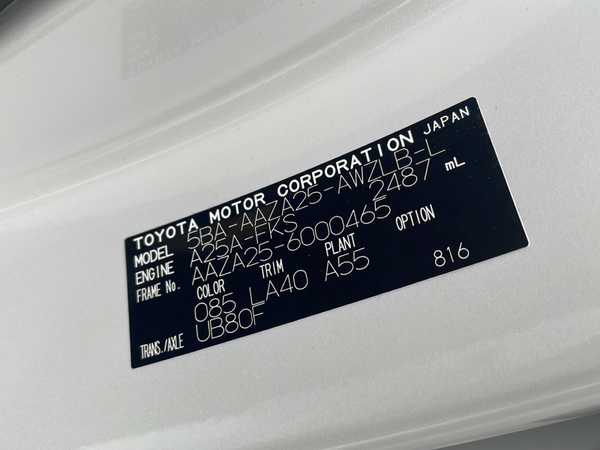 TOYOTA MOTOR CORPORATION JAPAN
MODEL 5BA-AAZA25-AWZLB-L
ENGINE A25A-FKS 2487 mL
FRAME No. AAZA25-6000465
COLOR TRIM PLANT OPTION
085 LA40 A55 816
TRANS./AXLE UB80F